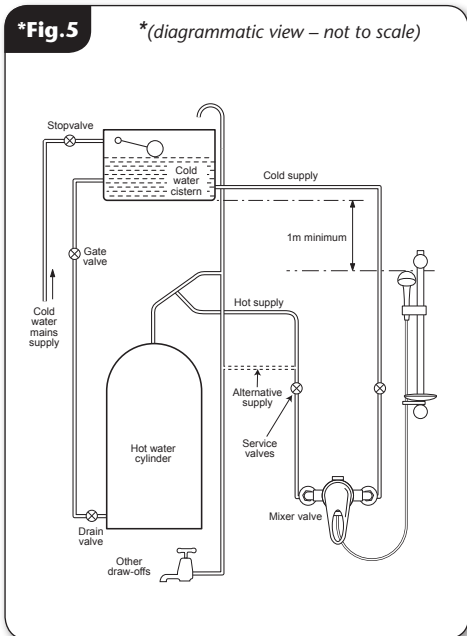 *Fig.5
*(diagrammatic view – not to scale)
Stopvalve
Cold
water
cistern
Cold supply
1m minimum
Gate
valve
Cold
water
mains
supply
Hot supply
Alternative
supply
Service
valves
Hot water
cylinder
Mixer valve
Drain
valve
Other
draw-offs